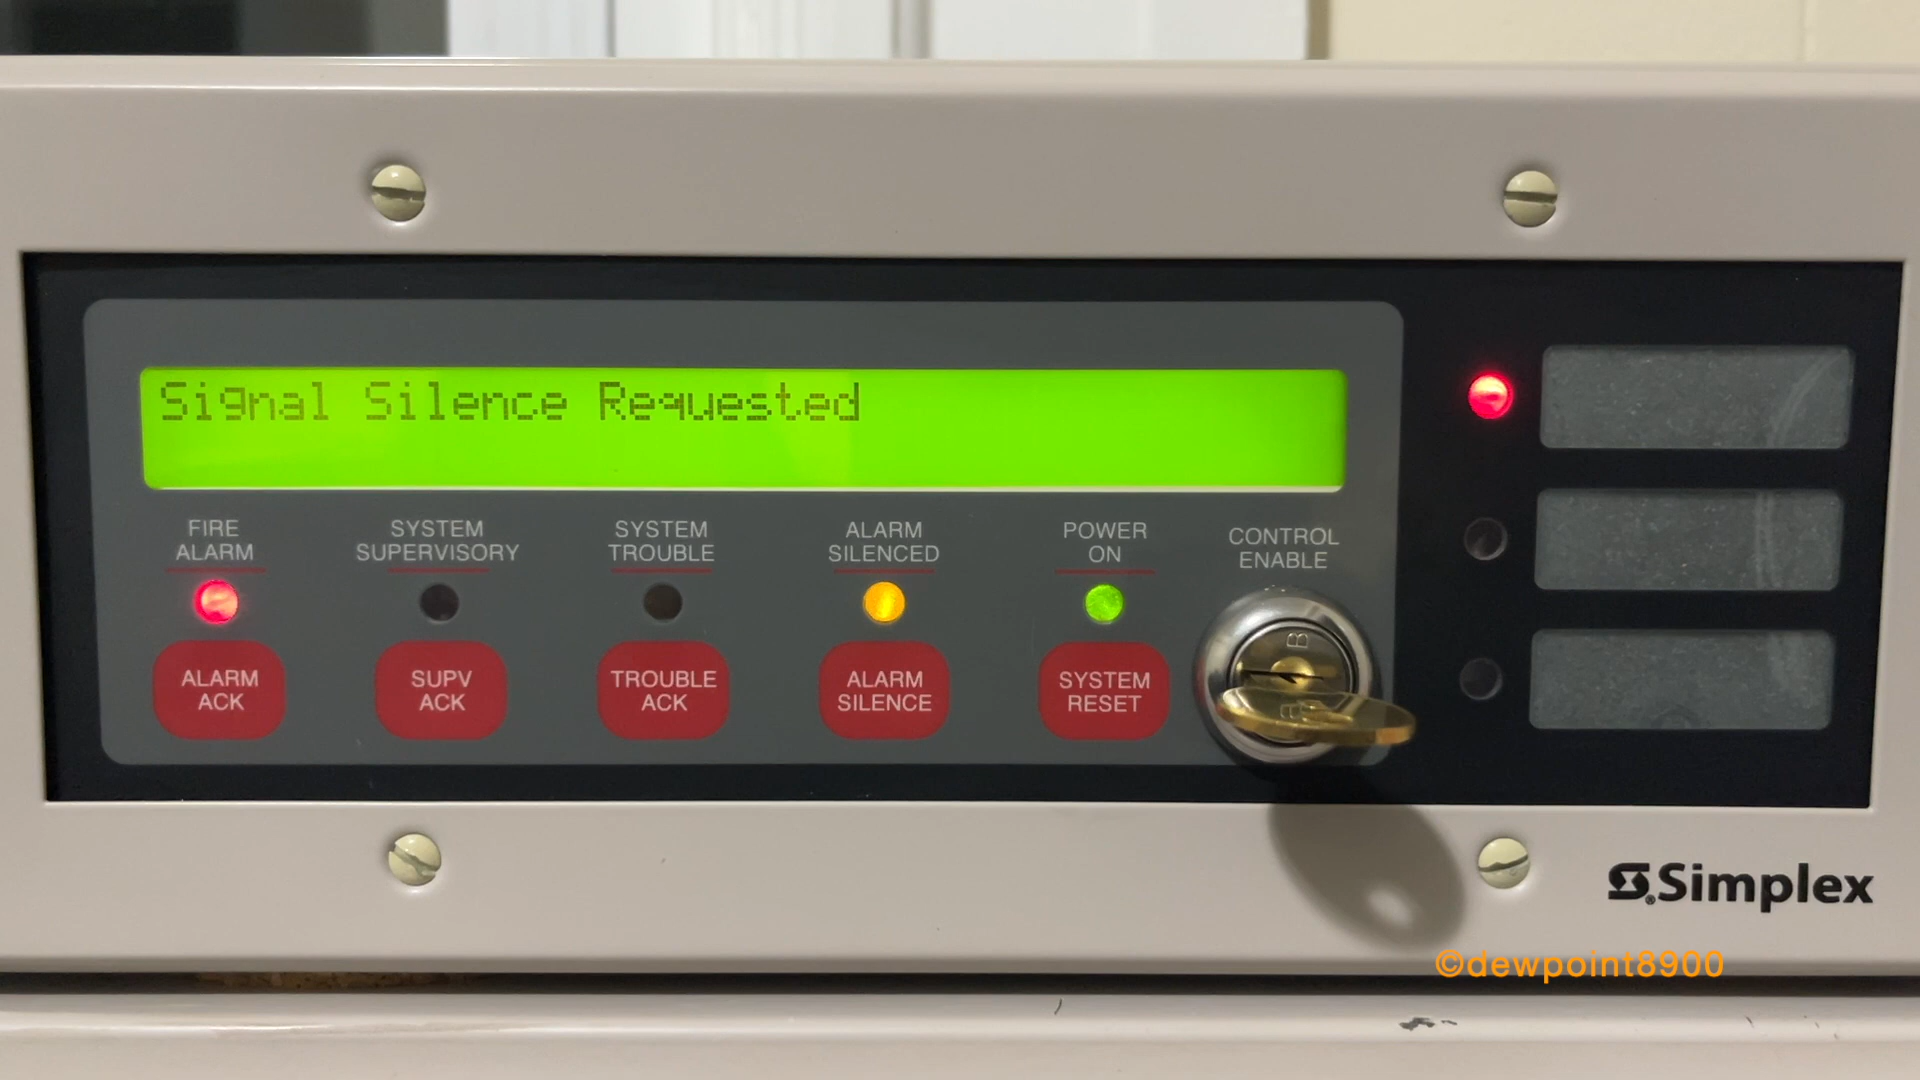 Signal Silence Requested
FIRE
ALARM
SYSTEM
SUPERVISORY
SYSTEM
TROUBLE
ALARM
SILENCED
POWER
ON
CONTROL
ENABLE
ALARM
ACK
SUPV
ACK
TROUBLE
ACK
ALARM
SILENCE
SYSTEM
RESET
B
Simplex
©dewpoint8900